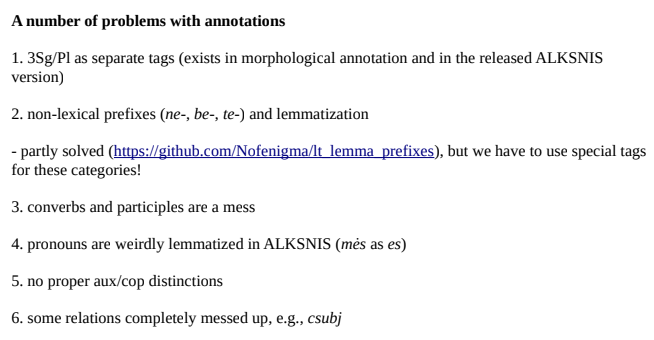 A number of problems with annotations
1. 3Sg/Pl as separate tags (exists in morphological annotation and in the released ALKSNIS
version)
2. non-lexical prefixes (ne-, be-, te-) and lemmatization
- partly solved (https://github.com/Nofenigma/lt_lemma_prefixes), but we have to use special tags
for these categories!
3. converbs and participles are a mess
4. pronouns are weirdly lemmatized in ALKSNIS (mės as es)
5. no proper aux/cop distinctions
6. some relations completely messed up, e.g., csubj